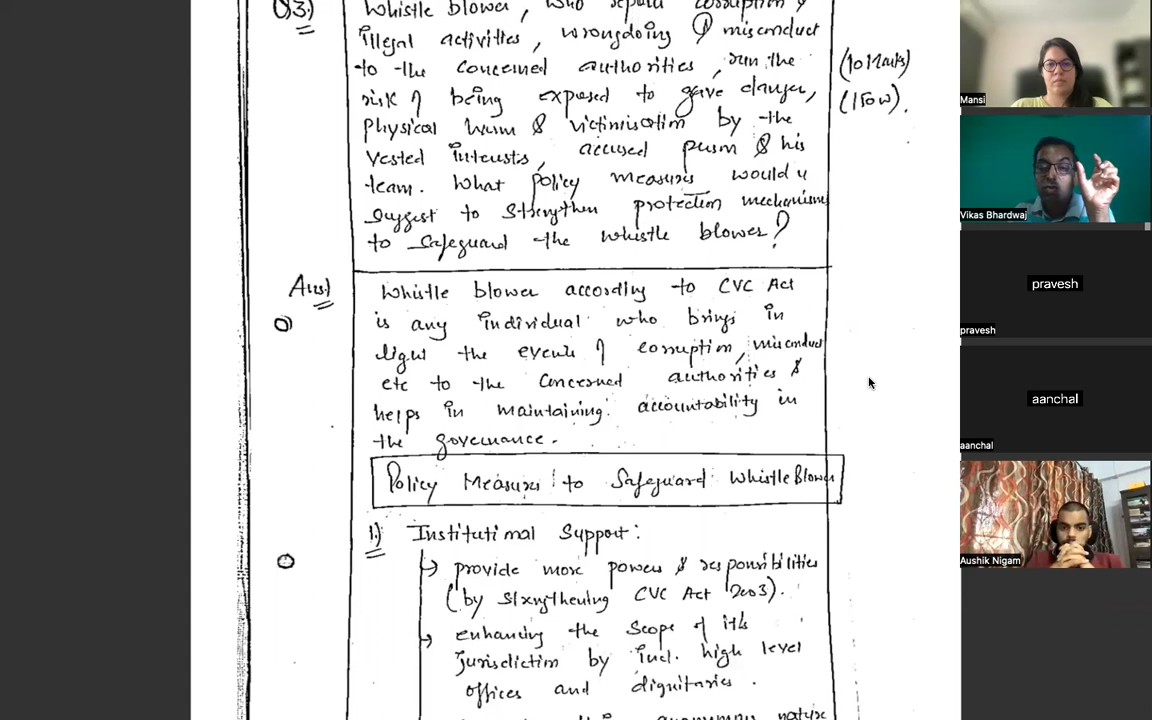 Q3)
Whistle blower, who report corruption &
illegal activities, wrongdoing & misconduct
to the concerned authorities, run the
risk of being exposed to gave danger,
physical harm & victimisation by the
vested interests, accused person & his
team. What policy measures would u
suggest to strengthen protection mechanism
to safeguard the whistle blower?
(10 Marks)
(150w).
Ans.)
Whistle blower according to CVC Act
is any individual who brings in
light the events of corruption, misconduct
etc to the concerned authorities &
helps in maintaining accountability in
the governance.
Policy Measures to Safeguard Whistle Blower
1.) Institutional Support:
→ provide more powers & responsibilities
(by strengthening CVC Act 2003).
→ enhancing the scope of its
jurisdiction by incl. high level
offices and dignitaries.
anonymous nature
Mansi
Vikas Bhardwaj
pravesh
pravesh
aanchal
aanchal
Aushik Nigam